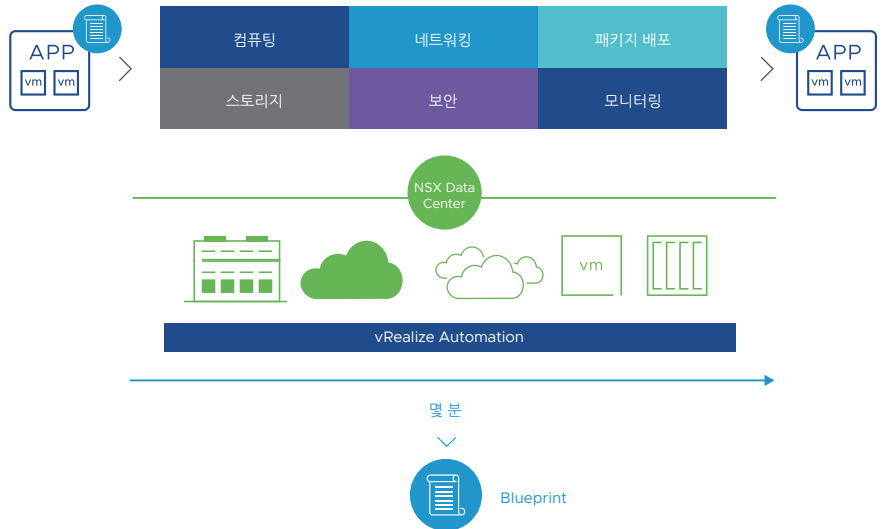 APP
vm vm
컴퓨팅
네트워킹
패키지 배포
스토리지
보안
모니터링
APP
vm vm
NSX Data
Center
vm
vRealize Automation
몇 분
Blueprint